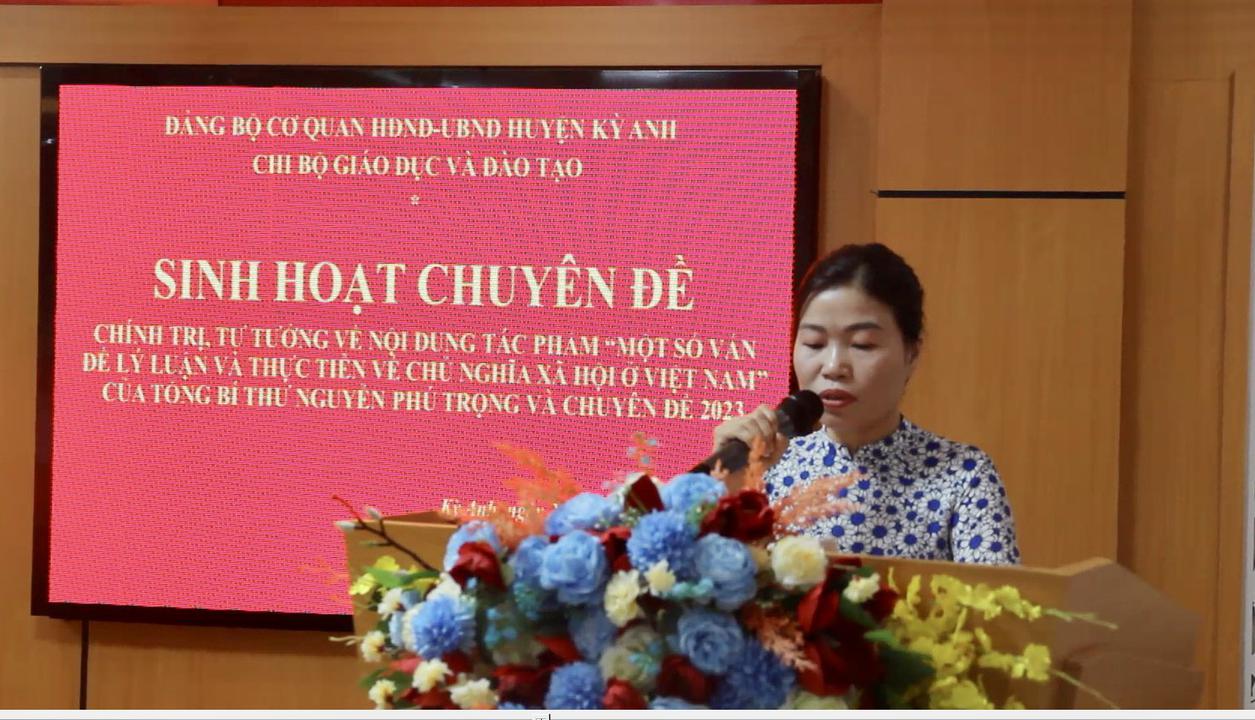 ĐẢNG BỘ CƠ QUAN HĐND-UBND HUYỆN KỲ ANH
CHI BỘ GIÁO DỤC VÀ ĐÀO TẠO
*
SINH HOẠT CHUYÊN ĐỀ
CHÍNH TRỊ, TƯ TƯỞNG VỀ NỘI DUNG TÁC PHẨM “MỘT SỐ VẤN
ĐỀ LÝ LUẬN VÀ THỰC TIỄN VỀ CHỦ NGHĨA XÃ HỘI Ở VIỆT NAM”
CỦA TỔNG BÍ THƯ NGUYỄN PHÚ TRỌNG VÀ CHUYÊN ĐỀ 2023
Kỳ Anh, ngày